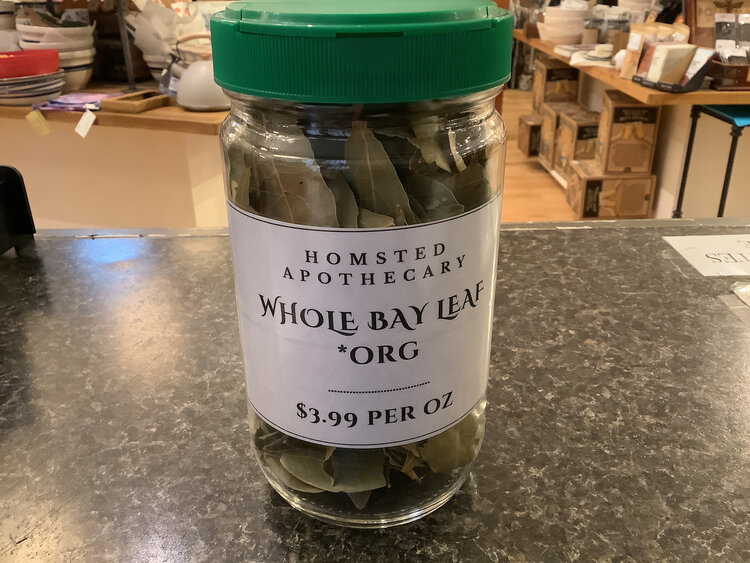 HOMSTED
APOTHECARY
WHOLE BAY LEAF
*ORG
$3.99 PER OZ